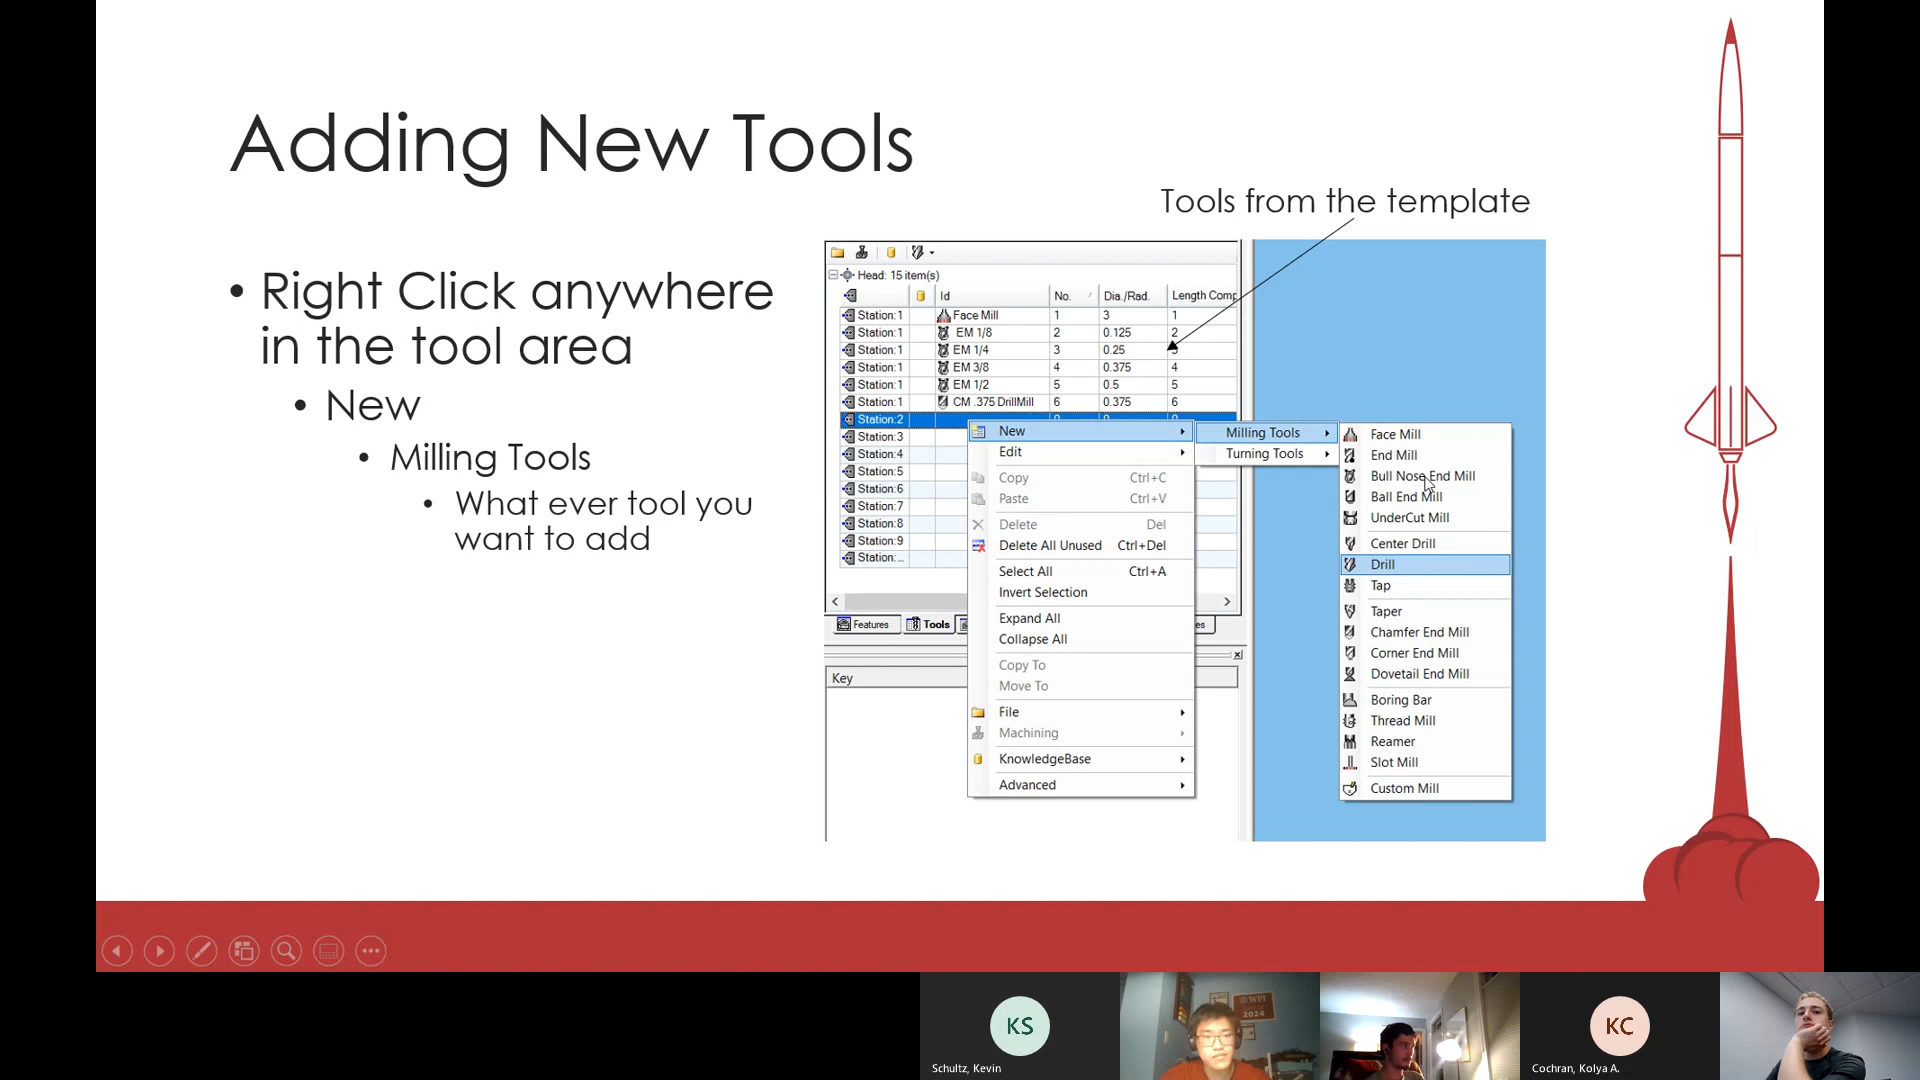 Adding New Tools
Tools from the template
• Right Click anywhere
in the tool area
• New
• Milling Tools
• What ever tool you
want to add
Head: 15 item(s)
Id No. Dia./Rad. Length Comp
Station:1 Face Mill 1 3 1
Station:1 EM 1/8 2 0.125 2
Station:1 EM 1/4 3 0.25
Station:1 EM 3/8 4 0.375 4
Station:1 EM 1/2 5 0.5 5
Station:1 CM .375 DrillMill 6 0.375 6
Station:2
Station:3
Station:4
Station:5
Station:6
Station:7
Station:8
Station:9
Station:...
Features Tools
Key
New
Edit
Copy Ctrl+C
Paste Ctrl+V
Delete Del
Delete All Unused Ctrl+Del
Select All Ctrl+A
Invert Selection
Expand All
Collapse All
Copy To
Move To
File
Machining
KnowledgeBase
Advanced
Milling Tools
Turning Tools
Face Mill
End Mill
Bull Nose End Mill
Ball End Mill
UnderCut Mill
Center Drill
Drill
Tap
Taper
Chamfer End Mill
Corner End Mill
Dovetail End Mill
Boring Bar
Thread Mill
Reamer
Slot Mill
Custom Mill
KS
Schultz, Kevin
WPI
2024
KC
Cochran, Kolya A.